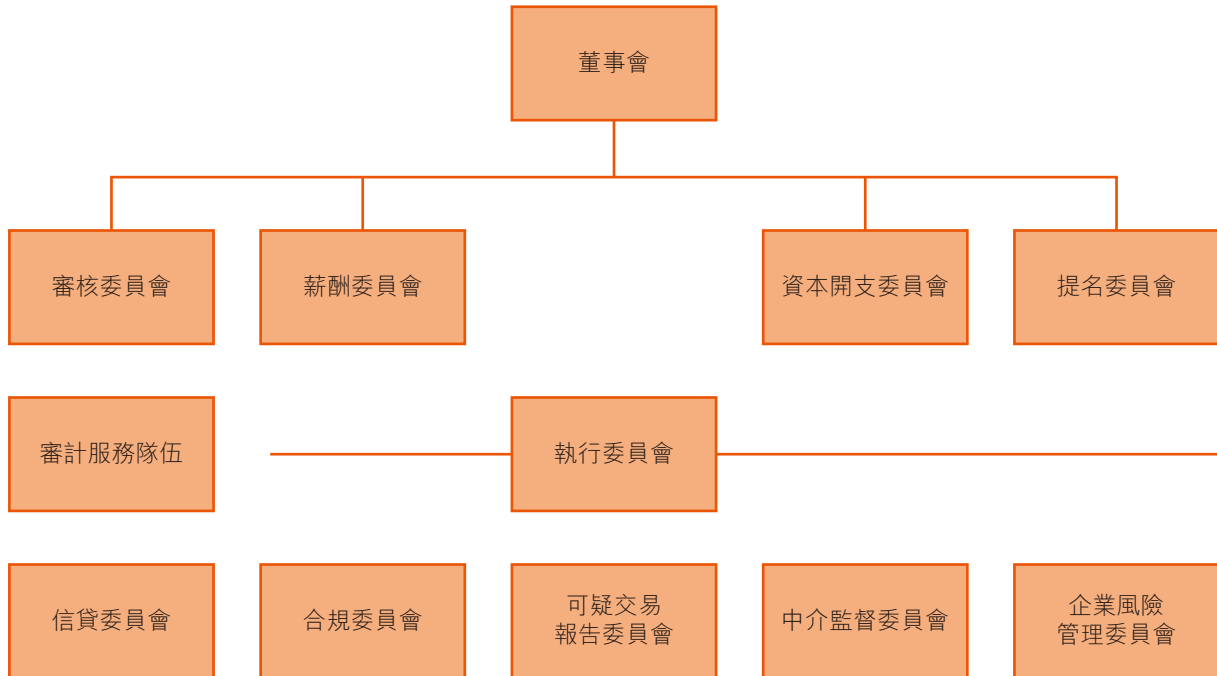 董事會
審核委員會
薪酬委員會
資本開支委員會
提名委員會
審計服務隊伍
執行委員會
信貸委員會
合規委員會
可疑交易
報告委員會
中介監督委員會
企業風險
管理委員會